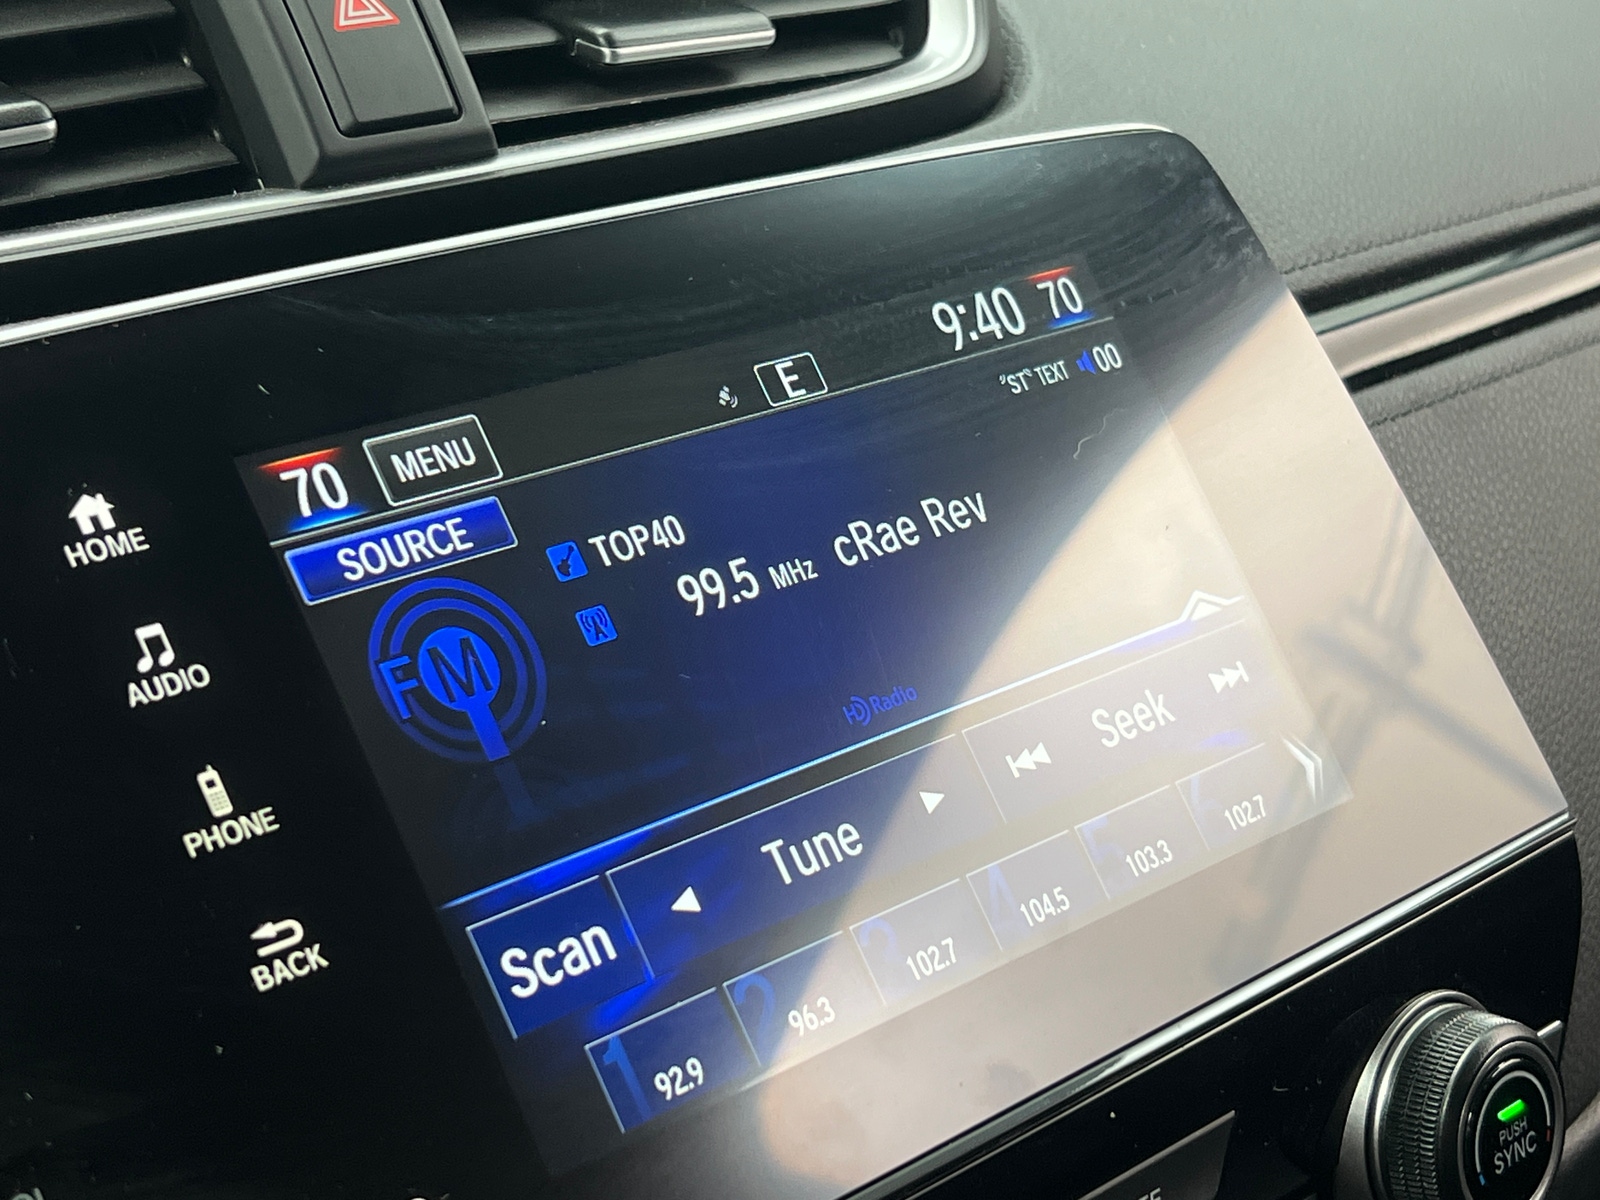 9:40 70
E
"ST" TEXT 00
70 MENU
SOURCE
TOP40
99.5 MHz cRae Rev
FM
HD Radio
HOME
AUDIO
PHONE
BACK
Seek
Tune
Scan
1 92.9
2 96.3
3 102.7
4 104.5
5 103.3
6 102.7
PUSH
SYNC